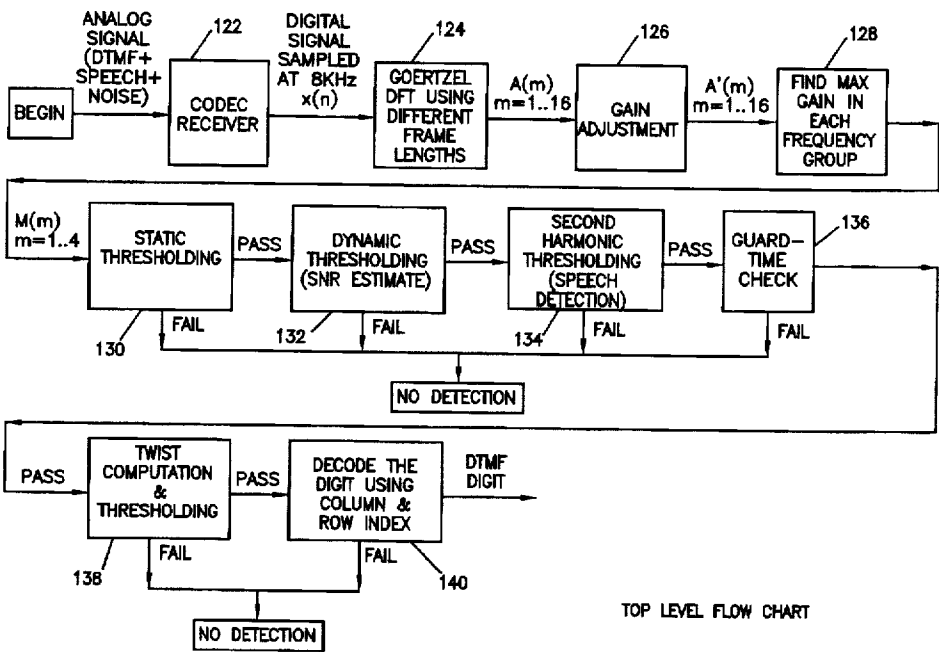 ANALOG
SIGNAL
(DTMF+
SPEECH+
NOISE)
122
DIGITAL
SIGNAL
SAMPLED
AT 8KHz
x(n)
124
126
128
BEGIN
CODEC
RECEIVER
GOERTZEL
DFT USING
DIFFERENT
FRAME
LENGTHS
A(m)
m=1..16
GAIN
ADJUSTMENT
A'(m)
m=1..16
FIND MAX
GAIN IN
EACH
FREQUENCY
GROUP
M(m)
m=1..4
STATIC
THRESHOLDING
PASS
DYNAMIC
THRESHOLDING
(SNR ESTIMATE)
PASS
SECOND
HARMONIC
THRESHOLDING
(SPEECH
DETECTION)
PASS
GUARD-
TIME
CHECK
136
130
FAIL
132
FAIL
134
FAIL
FAIL
NO DETECTION
PASS
TWIST
COMPUTATION
&
THRESHOLDING
PASS
DECODE THE
DIGIT USING
COLUMN &
ROW INDEX
DTMF
DIGIT
138
FAIL
FAIL
140
NO DETECTION
TOP LEVEL FLOW CHART